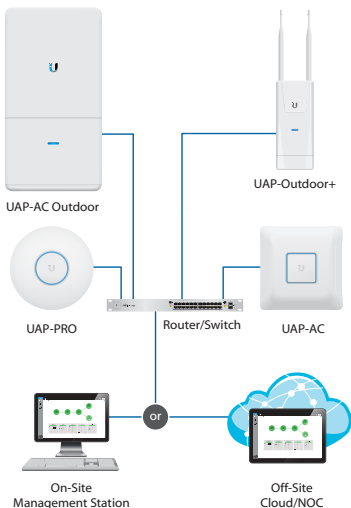 UAP-AC Outdoor
UAP-Outdoor+
UAP-PRO
Router/Switch
UAP-AC
or
On-Site
Management Station
Off-Site
Cloud/NOC